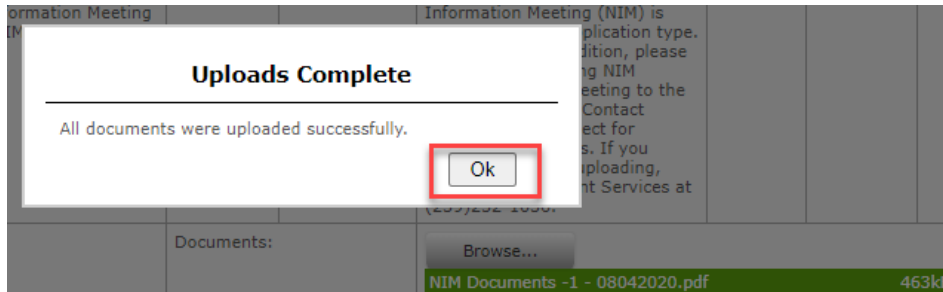 ormation Meeting
Information Meeting (NIM) is
plication type.
dition, please
ng NIM
eeting to the
Contact
ect for
s. If you
uploading,
nt Services at
Uploads Complete
All documents were uploaded successfully.
Ok
Documents:
Browse...
NIM Documents -1 - 08042020.pdf
463k